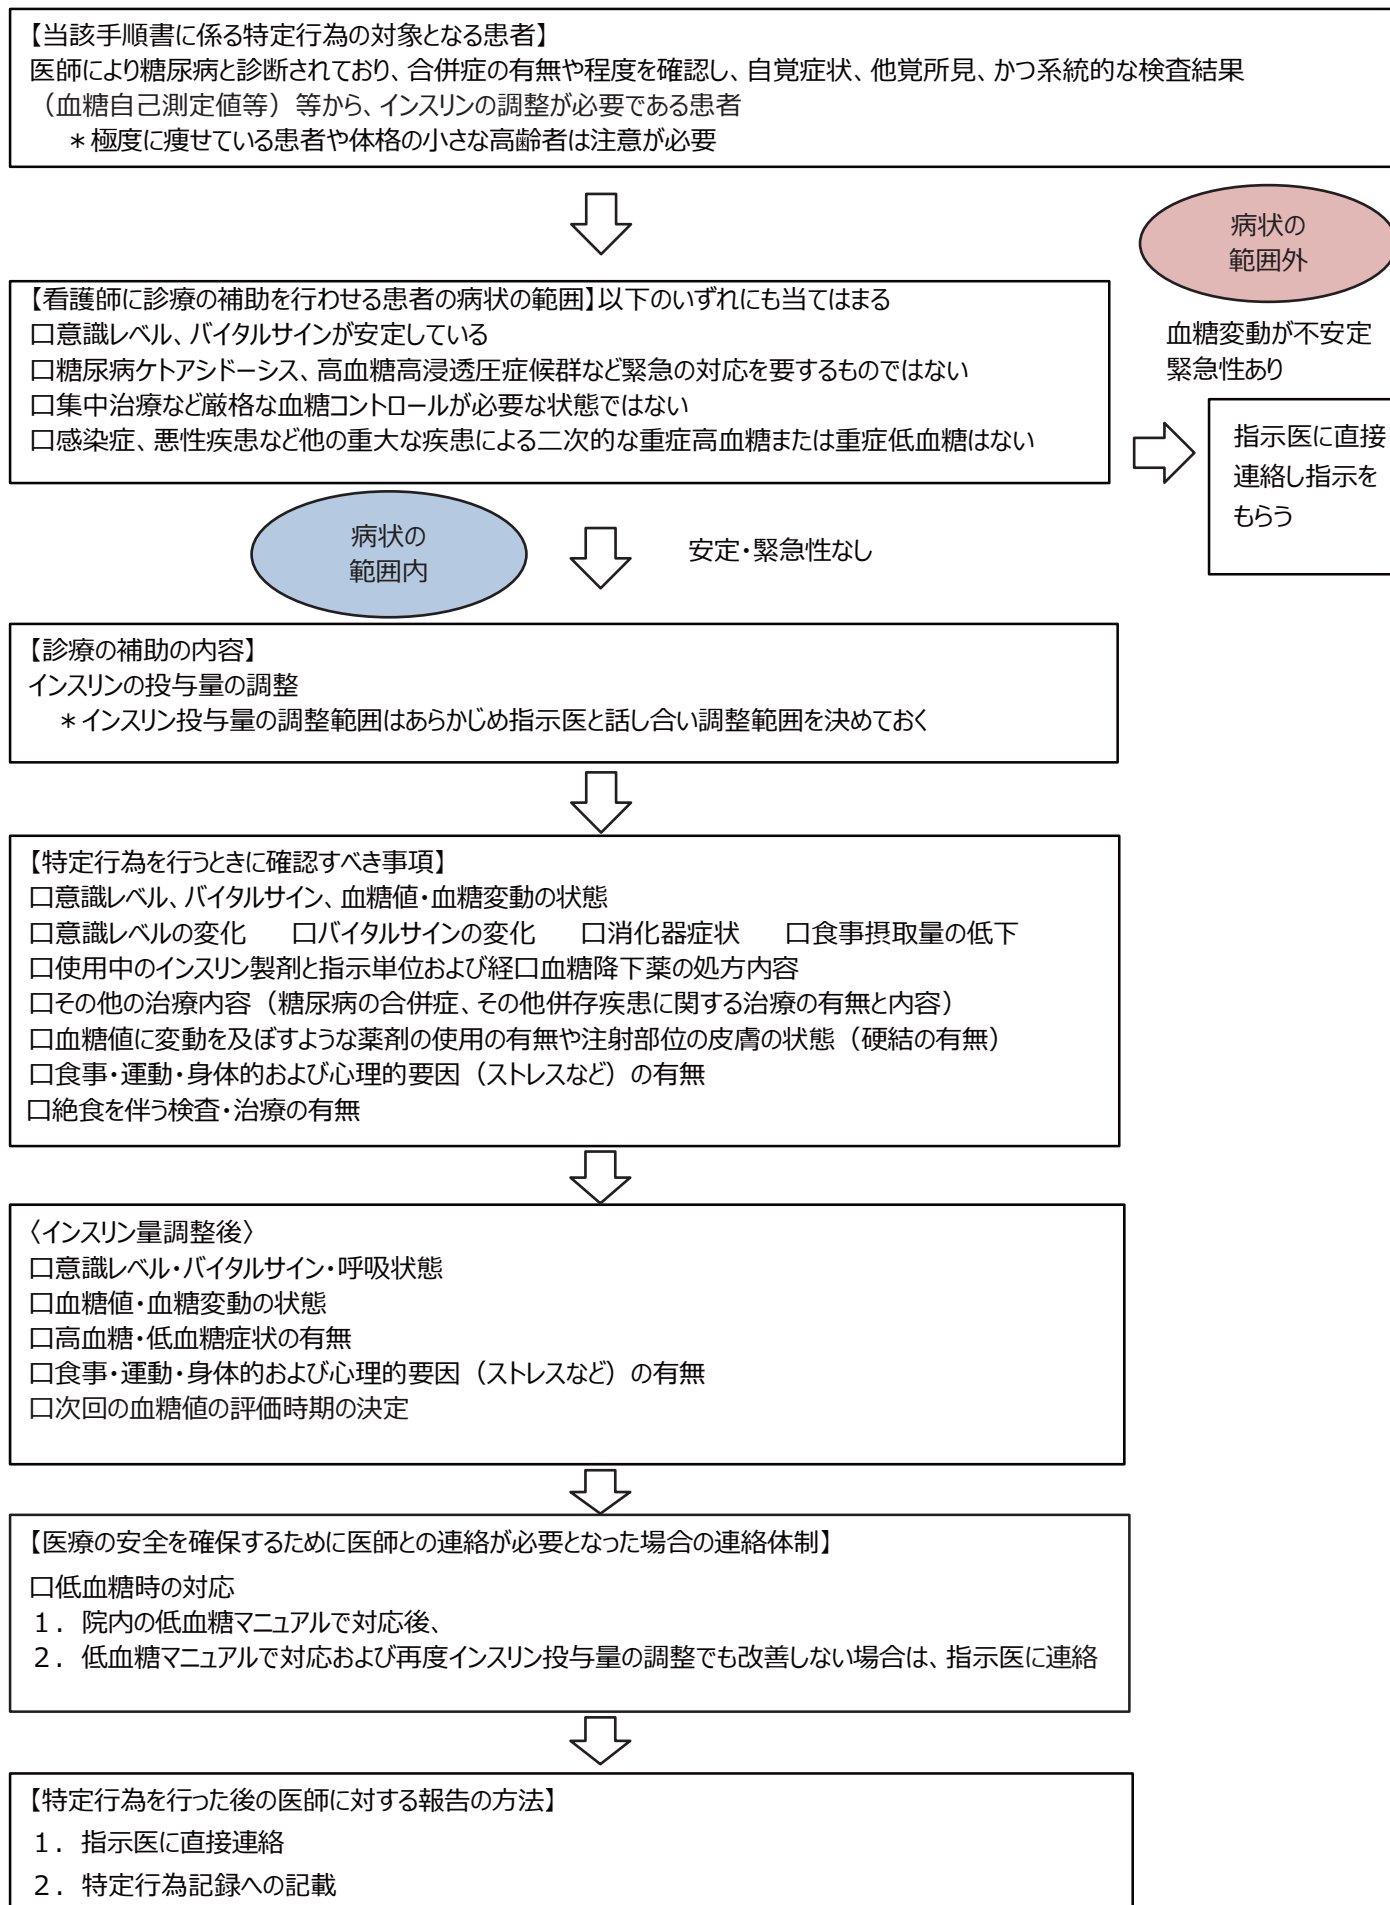 【当該手順書に係る特定行為の対象となる患者】
医師により糖尿病と診断されており、合併症の有無や程度を確認し、自覚症状、他覚所見、かつ系統的な検査結果
（血糖自己測定値等）等から、インスリンの調整が必要である患者
＊極度に痩せている患者や体格の小さな高齢者は注意が必要
病状の
範囲外
【看護師に診療の補助を行わせる患者の病状の範囲】以下のいずれにも当てはまる
口意識レベル、バイタルサインが安定している
口糖尿病ケトアシドーシス、高血糖高浸透圧症候群など緊急の対応を要するものではない
口集中治療など厳格な血糖コントロールが必要な状態ではない
口感染症、悪性疾患など他の重大な疾患による二次的な重症高血糖または重症低血糖はない
血糖変動が不安定
緊急性あり
指示医に直接
連絡し指示を
もらう
病状の
範囲内
安定・緊急性なし
【診療の補助の内容】
インスリンの投与量の調整
＊インスリン投与量の調整範囲はあらかじめ指示医と話し合い調整範囲を決めておく
【特定行為を行うときに確認すべき事項】
口意識レベル、バイタルサイン、血糖値・血糖変動の状態
口意識レベルの変化　口バイタルサインの変化　口消化器症状　口食事摂取量の低下
口使用中のインスリン製剤と指示単位および経口血糖降下薬の処方内容
口その他の治療内容（糖尿病の合併症、その他併存疾患に関する治療の有無と内容）
口血糖値に変動を及ぼすような薬剤の使用の有無や注射部位の皮膚の状態（硬結の有無）
口食事・運動・身体的および心理的要因（ストレスなど）の有無
口絶食を伴う検査・治療の有無
〈インスリン量調整後〉
口意識レベル・バイタルサイン・呼吸状態
口血糖値・血糖変動の状態
口高血糖・低血糖症状の有無
口食事・運動・身体的および心理的要因（ストレスなど）の有無
口次回の血糖値の評価時期の決定
【医療の安全を確保するために医師との連絡が必要となった場合の連絡体制】
口低血糖時の対応
１．院内の低血糖マニュアルで対応後、
２．低血糖マニュアルで対応および再度インスリン投与量の調整でも改善しない場合は、指示医に連絡
【特定行為を行った後の医師に対する報告の方法】
１．指示医に直接連絡
２．特定行為記録への記載